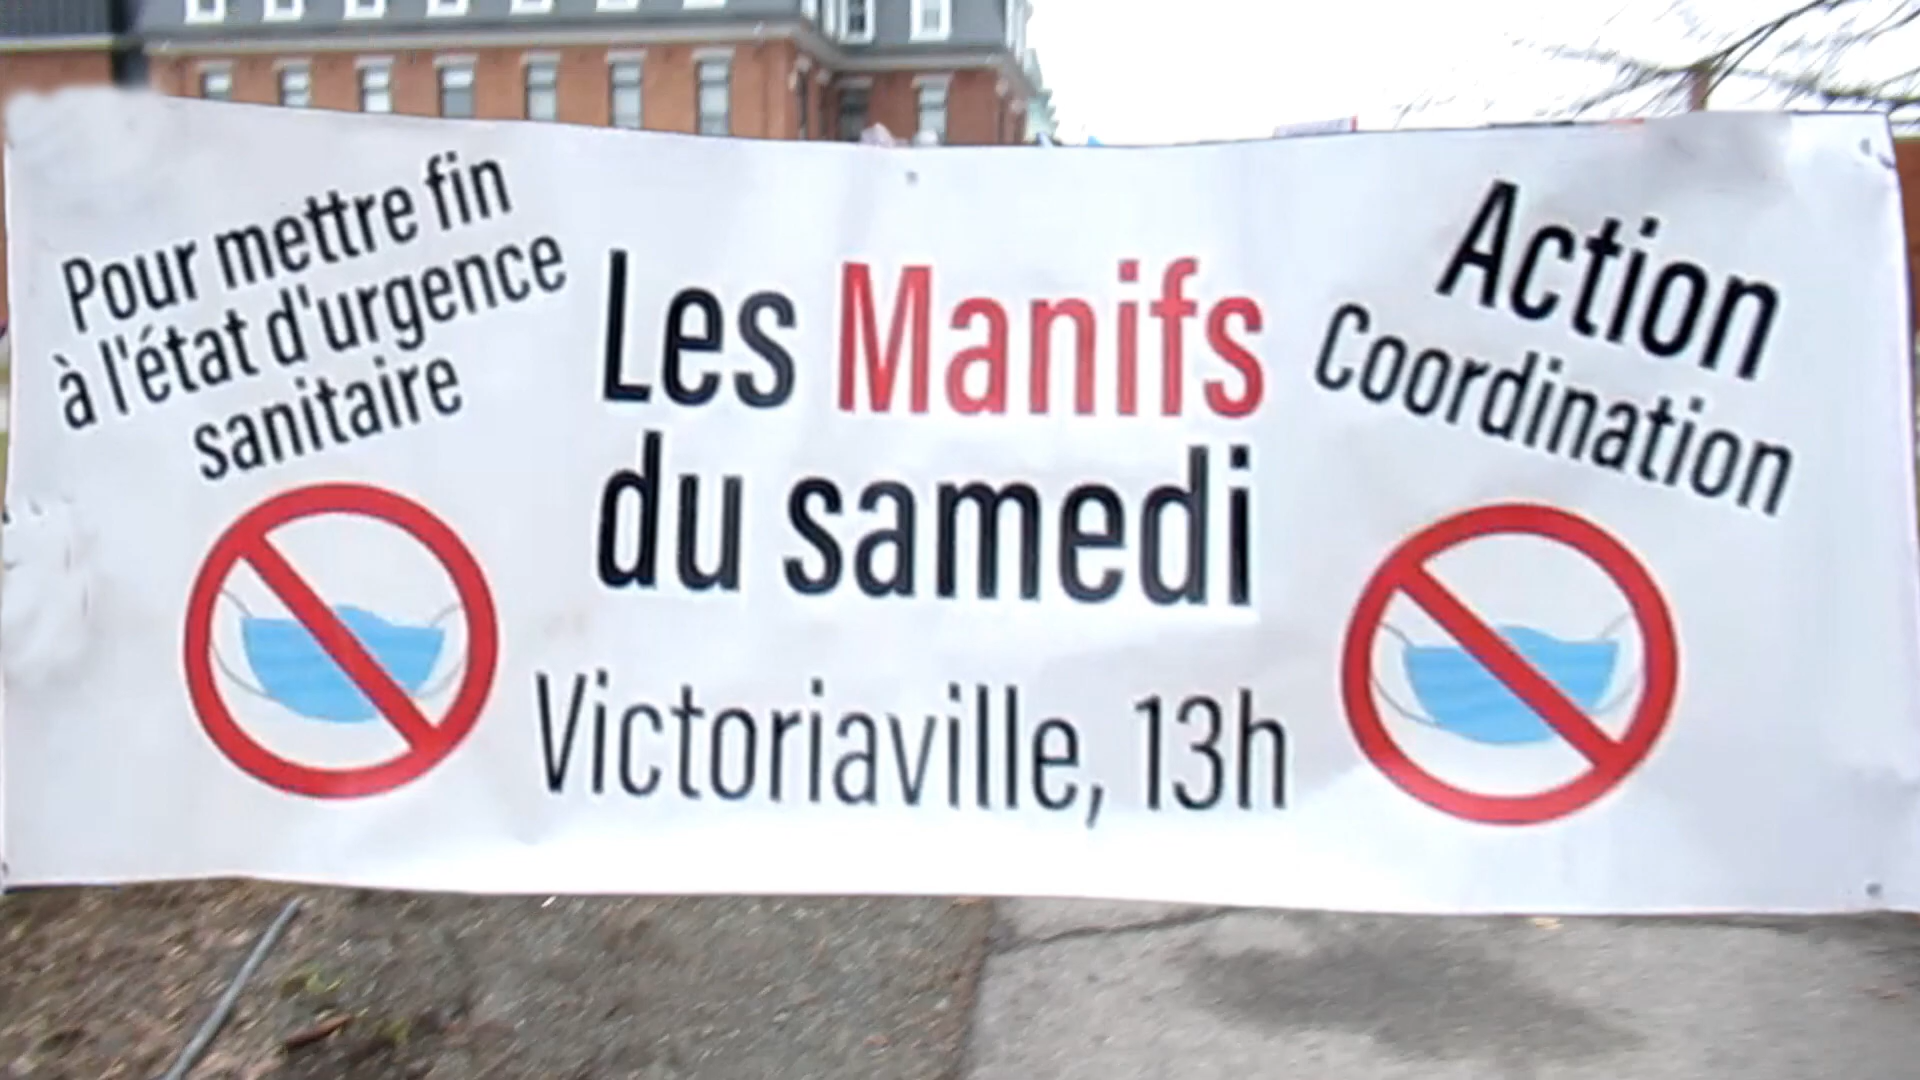 Pour mettre fin
à l'état d'urgence
sanitaire
Les Manifs
du samedi
Victoriaville, 13h
Action
Coordination